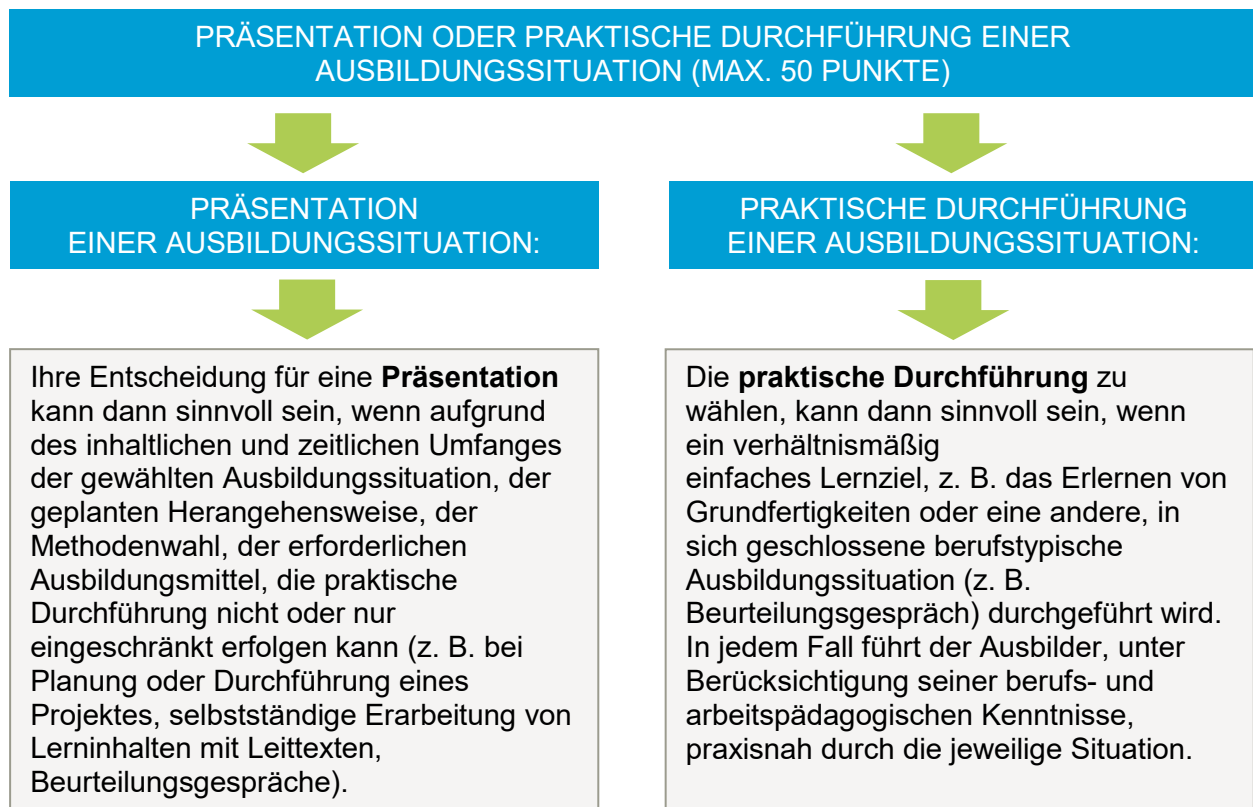 PRÄSENTATION ODER PRAKTISCHE DURCHFÜHRUNG EINER
AUSBILDUNGSSITUATION (MAX. 50 PUNKTE)
PRÄSENTATION
EINER AUSBILDUNGSSITUATION:
Ihre Entscheidung für eine Präsentation
kann dann sinnvoll sein, wenn aufgrund
des inhaltlichen und zeitlichen Umfanges
der gewählten Ausbildungssituation, der
geplanten Herangehensweise, der
Methodenwahl, der erforderlichen
Ausbildungsmittel, die praktische
Durchführung nicht oder nur
eingeschränkt erfolgen kann (z. B. bei
Planung oder Durchführung eines
Projektes, selbstständige Erarbeitung von
Lerninhalten mit Leittexten,
Beurteilungsgespräche).
PRAKTISCHE DURCHFÜHRUNG
EINER AUSBILDUNGSSITUATION:
Die praktische Durchführung zu
wählen, kann dann sinnvoll sein, wenn
ein verhältnismäßig
einfaches Lernziel, z. B. das Erlernen von
Grundfertigkeiten oder eine andere, in
sich geschlossene berufstypische
Ausbildungssituation (z. B.
Beurteilungsgespräch) durchgeführt wird.
In jedem Fall führt der Ausbilder, unter
Berücksichtigung seiner berufs- und
arbeitspädagogischen Kenntnisse,
praxisnah durch die jeweilige Situation.